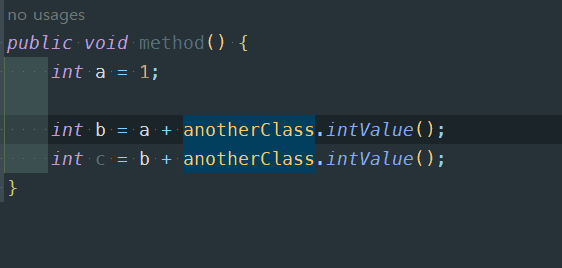 no usages
public void method() {
    int a = 1;

    int b = a + anotherClass.intValue();
    int c = b + anotherClass.intValue();
}